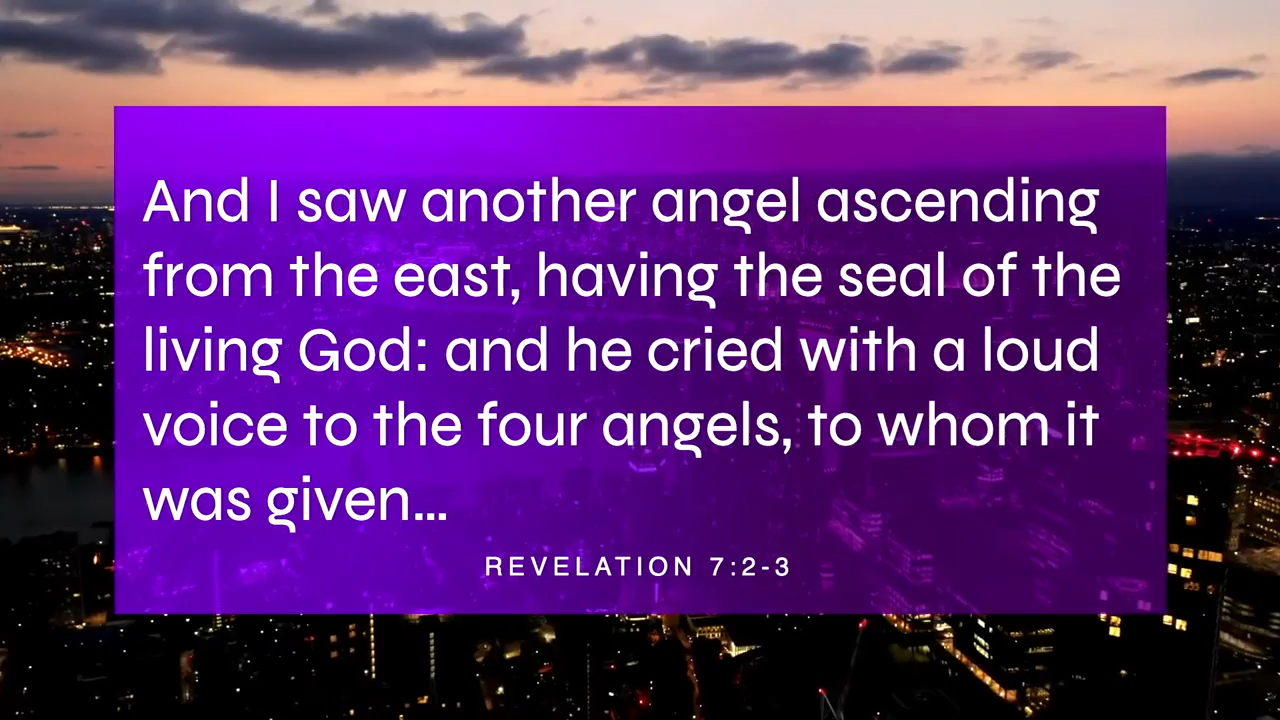 And I saw another angel ascending
from the east, having the seal of the
living God: and he cried with a loud
voice to the four angels, to whom it
was given...
REVELATION 7:2-3